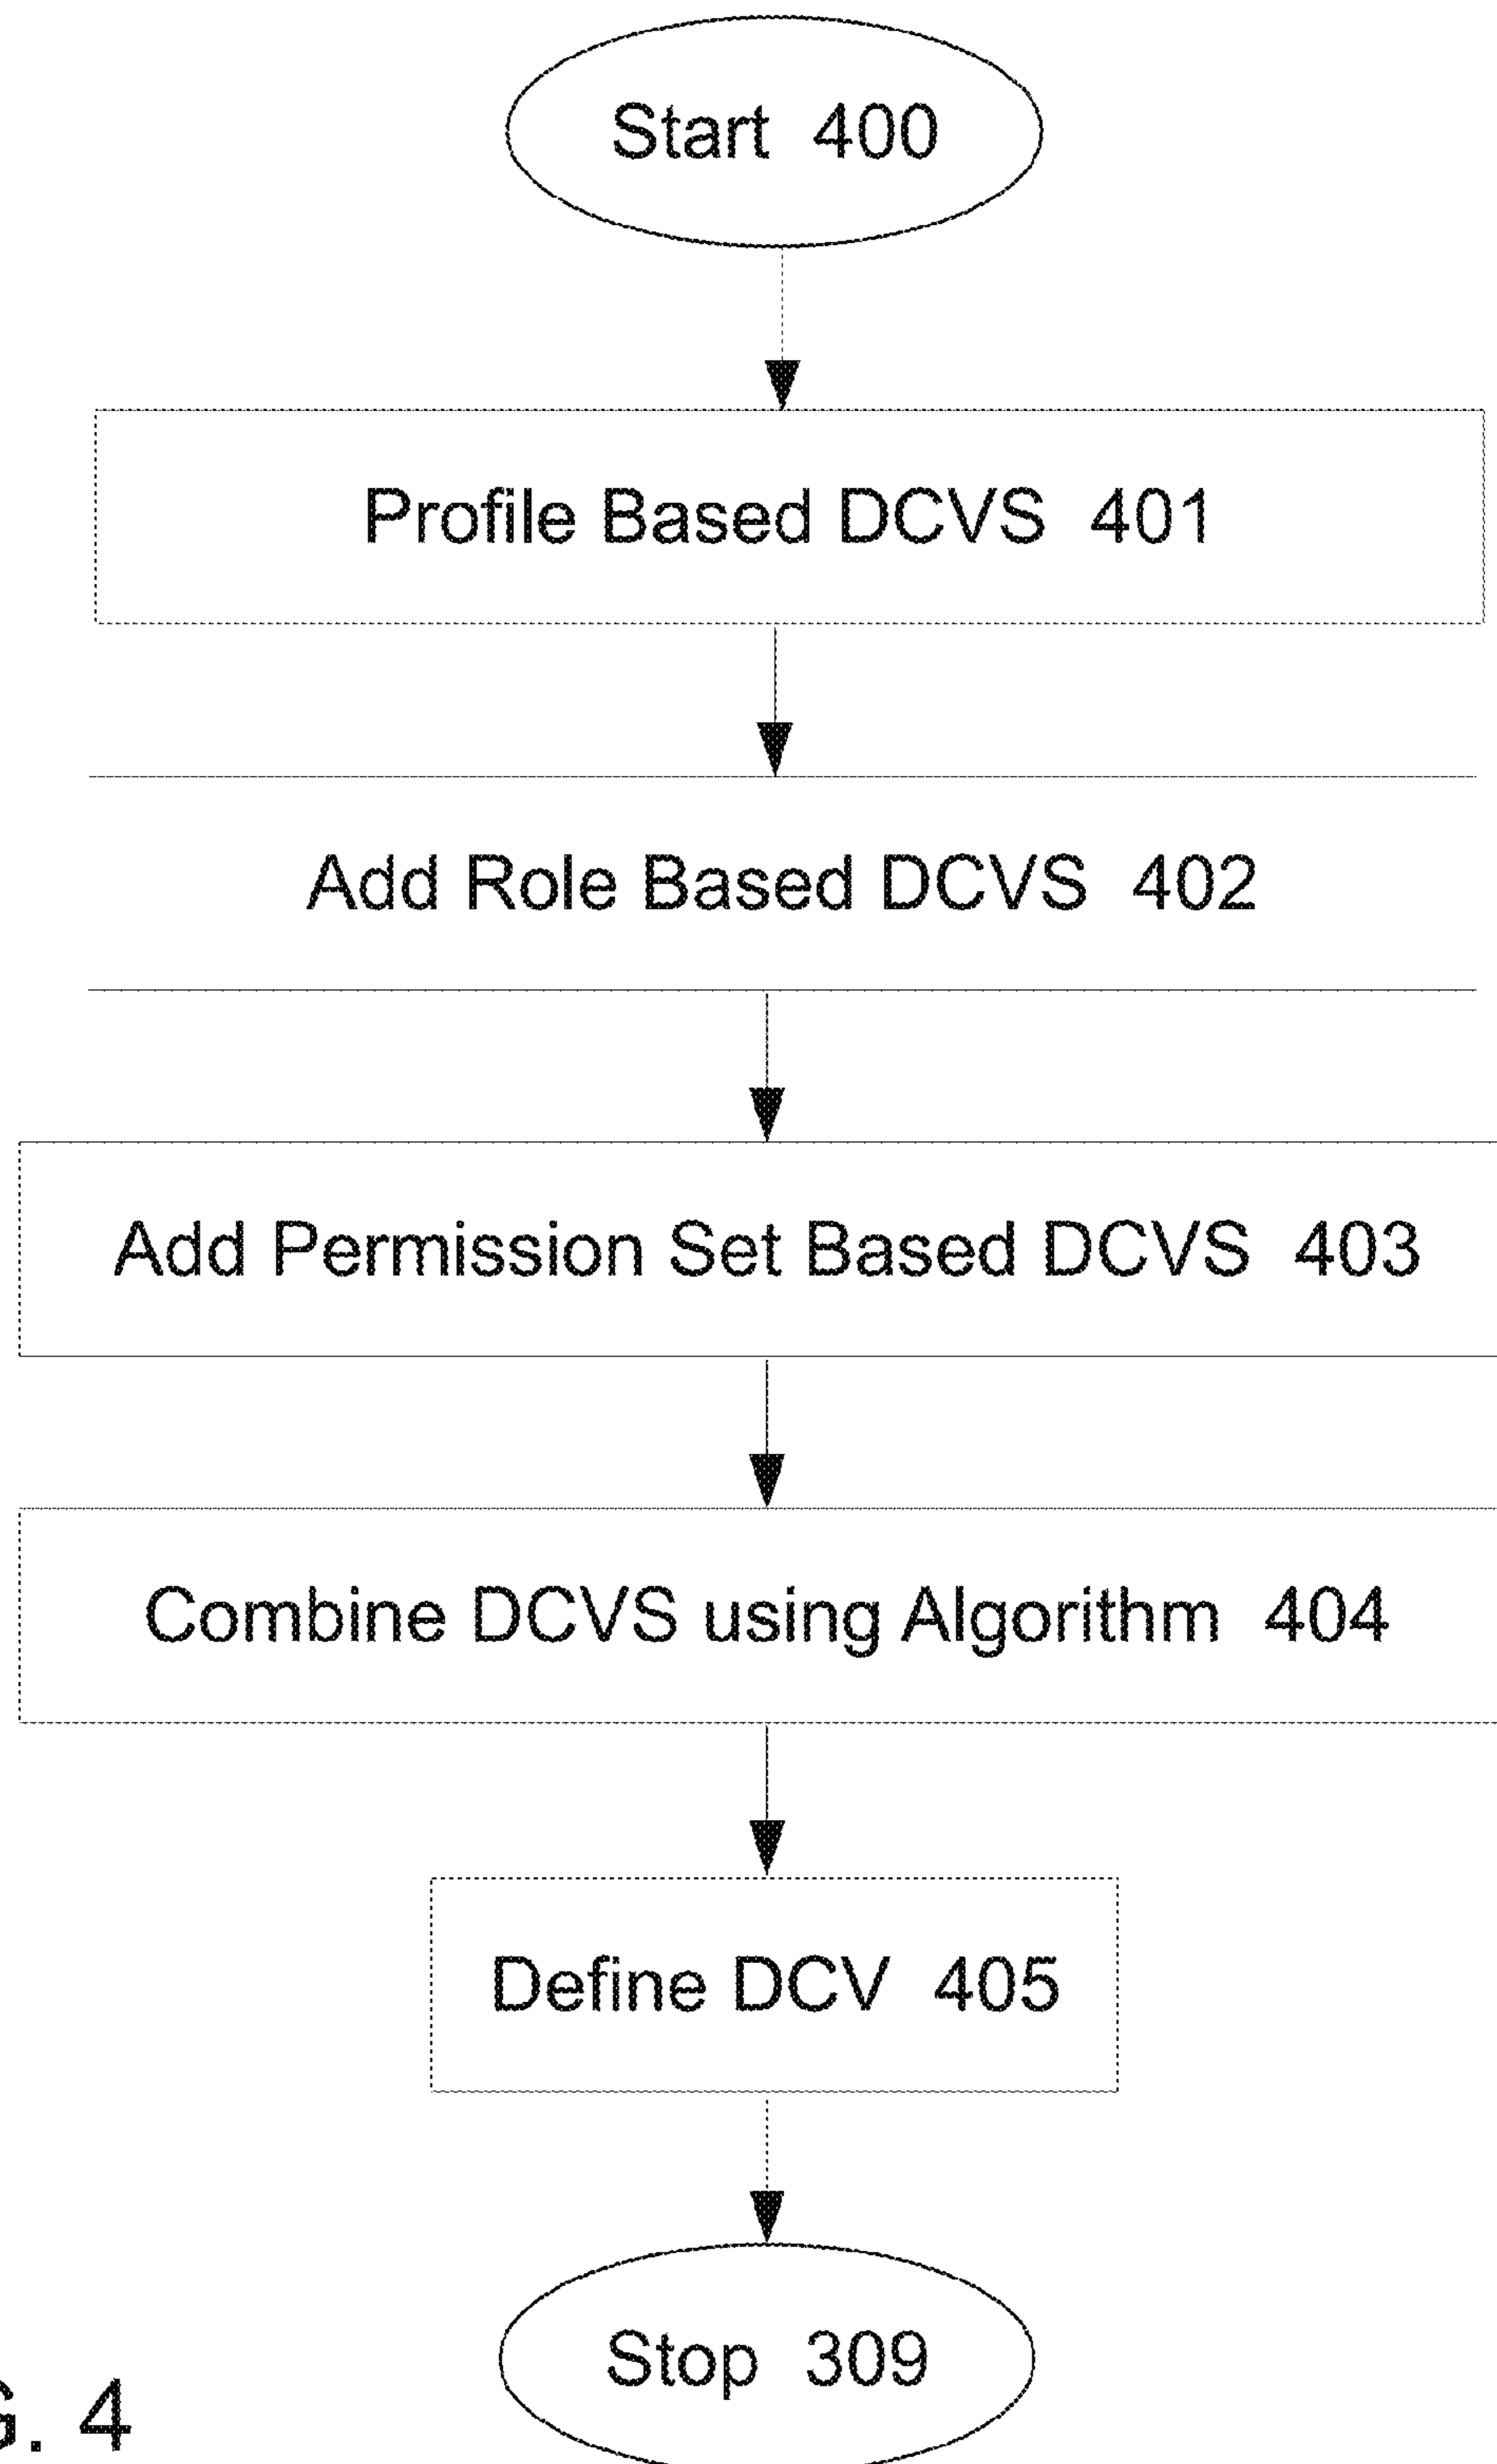 Start 400
Profile Based DCVS 401
Add Role Based DCVS 402
Add Permission Set Based DCVS 403
Combine DCVS using Algorithm 404
Define DCV 405
Stop 309
G. 4